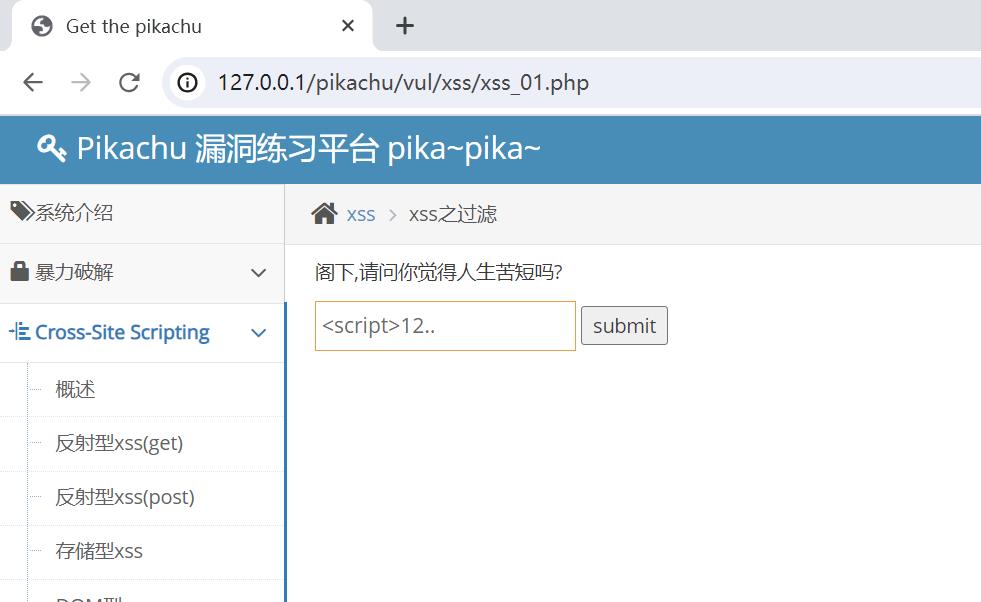 Get the pikachu
127.0.0.1/pikachu/vul/xss/xss_01.php
Pikachu 漏洞练习平台 pika~pika~
系统介绍
xss > xss之过滤
暴力破解
阁下,请问你觉得人生苦短吗?
<script>12..
submit
Cross-Site Scripting
概述
反射型xss(get)
反射型xss(post)
存储型xss
DOM型